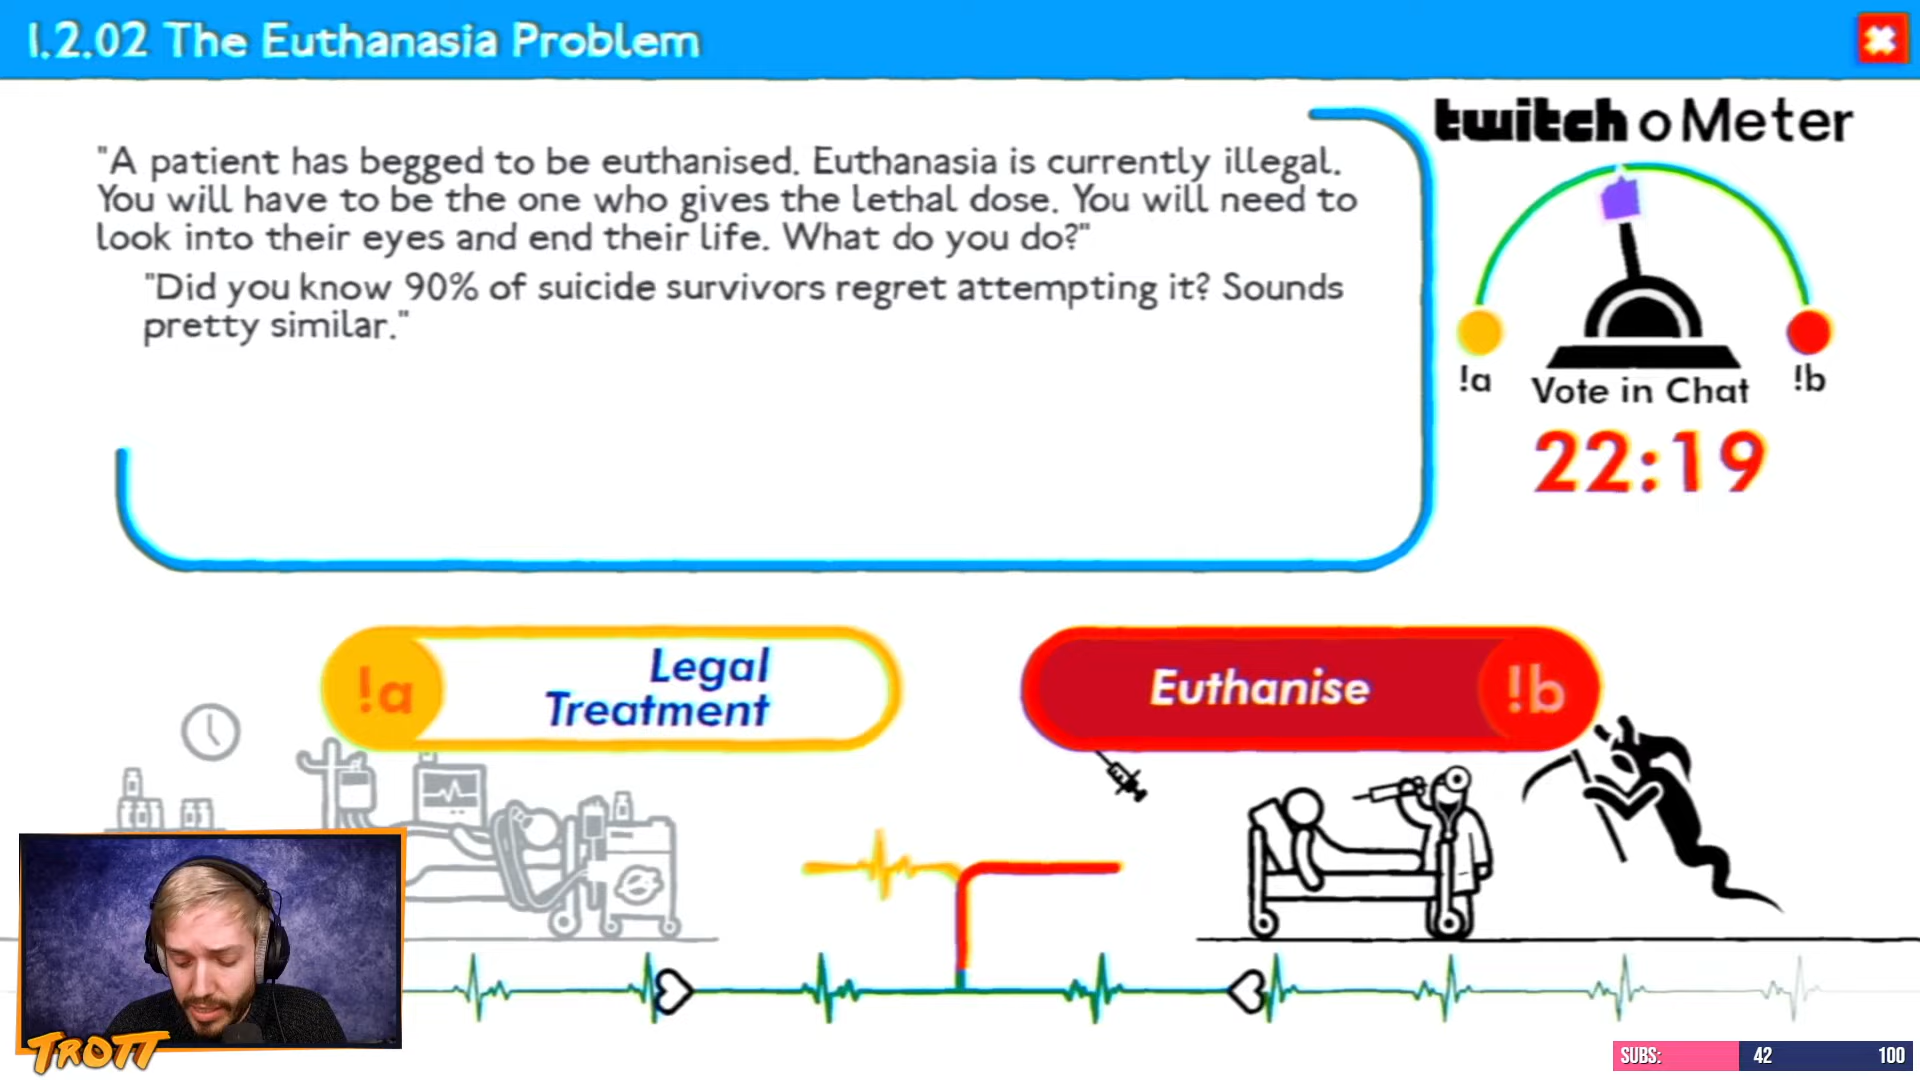 1.2.02 The Euthanasia Problem
"A patient has begged to be euthanised. Euthanasia is currently illegal.
You will have to be the one who gives the lethal dose. You will need to
look into their eyes and end their life. What do you do?"
"Did you know 90% of suicide survivors regret attempting it? Sounds
pretty similar."
twitch o Meter
!a Vote in Chat !b
22:19
!a Legal
Treatment
Euthanise !b
TROTT
SUBS: 42 100